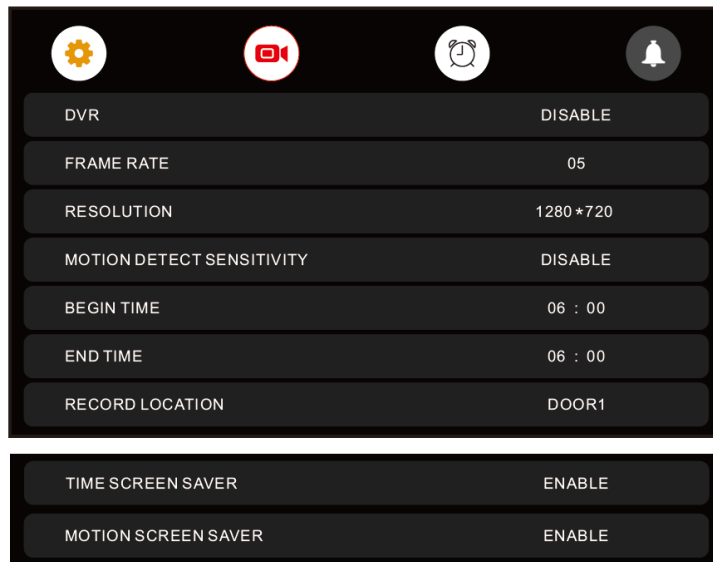 DVR DISABLE
FRAME RATE 05
RESOLUTION 1280*720
MOTION DETECT SENSITIVITY DISABLE
BEGIN TIME 06 : 00
END TIME 06 : 00
RECORD LOCATION DOOR1
TIME SCREEN SAVER ENABLE
MOTION SCREEN SAVER ENABLE